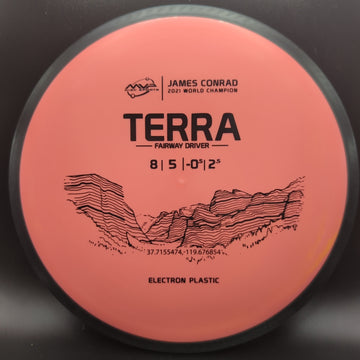 MVP JAMES CONRAD
2021 WORLD CHAMPION
TERRA
FAIRWAY DRIVER
8 | 5 | -0.5 | 2.5
37.7155474, -119.676854
ELECTRON PLASTIC